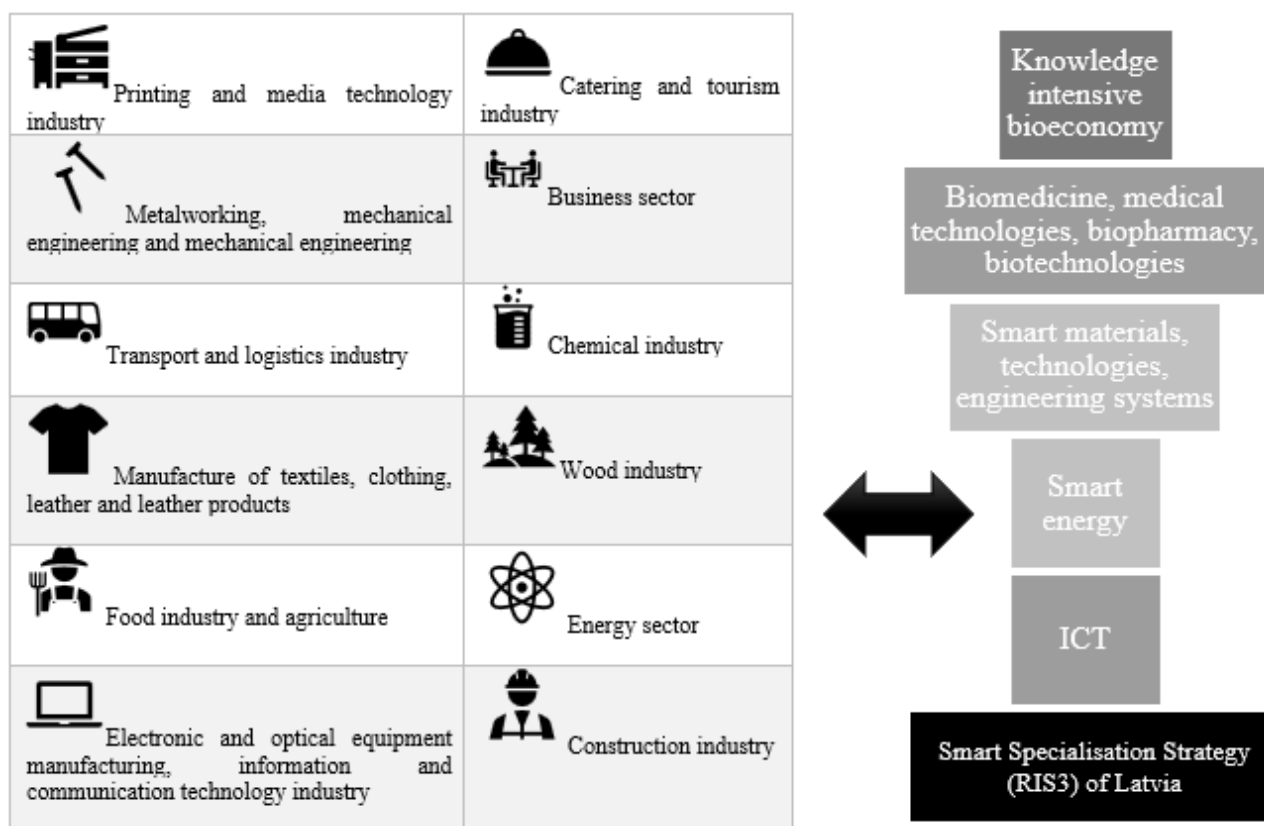 Printing and media technology
industry
Catering and tourism
industry
Metalworking, mechanical
engineering and mechanical engineering
Business sector
Transport and logistics industry
Chemical industry
Manufacture of textiles, clothing,
leather and leather products
Wood industry
Food industry and agriculture
Energy sector
Electronic and optical equipment
manufacturing, information and
communication technology industry
Construction industry
Knowledge
intensive
bioeconomy
Biomedicine, medical
technologies, biopharmacy,
biotechnologies
Smart materials,
technologies,
engineering systems
Smart
energy
ICT
Smart Specialisation Strategy
(RIS3) of Latvia